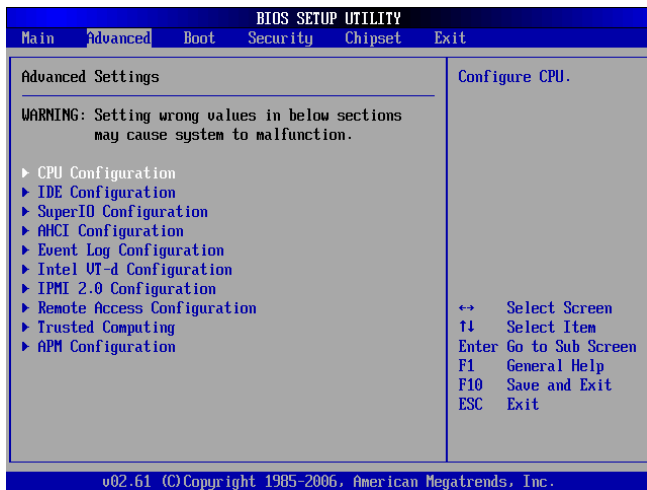 BIOS SETUP UTILITY
Main Advanced Boot Security Chipset Exit
Advanced Settings
WARNING: Setting wrong values in below sections
may cause system to malfunction.
CPU Configuration
IDE Configuration
SuperIO Configuration
AHCI Configuration
Event Log Configuration
Intel VT-d Configuration
IPMI 2.0 Configuration
Remote Access Configuration
Trusted Computing
APM Configuration
Configure CPU.
↔ Select Screen
↑↓ Select Item
Enter Go to Sub Screen
F1 General Help
F10 Save and Exit
ESC Exit
v02.61 (C)Copyright 1985-2006, American Megatrends, Inc.